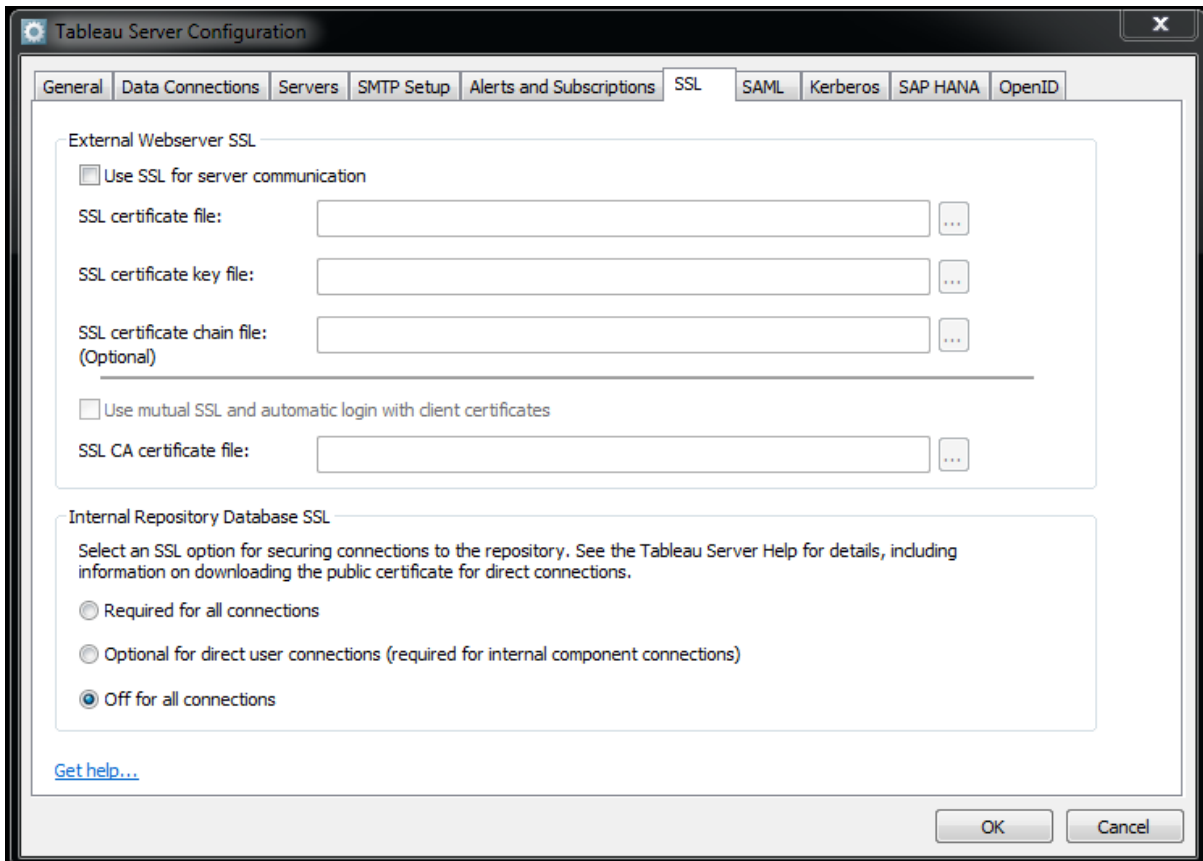 Tableau Server Configuration
x
General Data Connections Servers SMTP Setup Alerts and Subscriptions SSL SAML Kerberos SAP HANA OpenID
External Webserver SSL
Use SSL for server communication
SSL certificate file:
...
SSL certificate key file:
...
SSL certificate chain file:
(Optional)
...
Use mutual SSL and automatic login with client certificates
SSL CA certificate file:
...
Internal Repository Database SSL
Select an SSL option for securing connections to the repository. See the Tableau Server Help for details, including
information on downloading the public certificate for direct connections.
Required for all connections
Optional for direct user connections (required for internal component connections)
Off for all connections
Get help...
OK Cancel